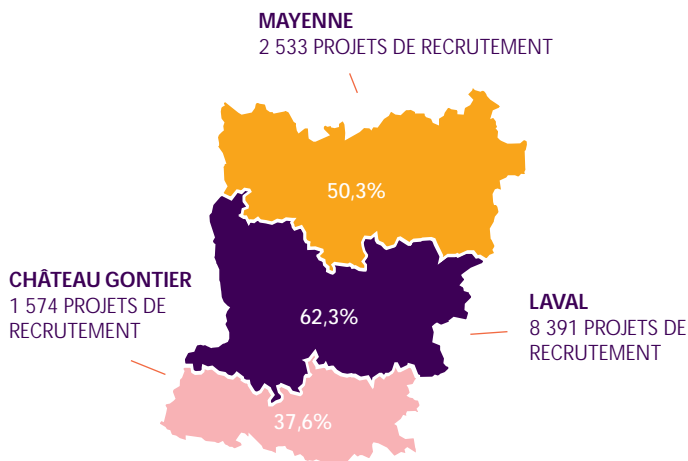 MAYENNE
2 533 PROJETS DE RECRUTEMENT
50,3%
CHÂTEAU GONTIER
1 574 PROJETS DE
RECRUTEMENT
62,3%
LAVAL
8 391 PROJETS DE
RECRUTEMENT
37,6%